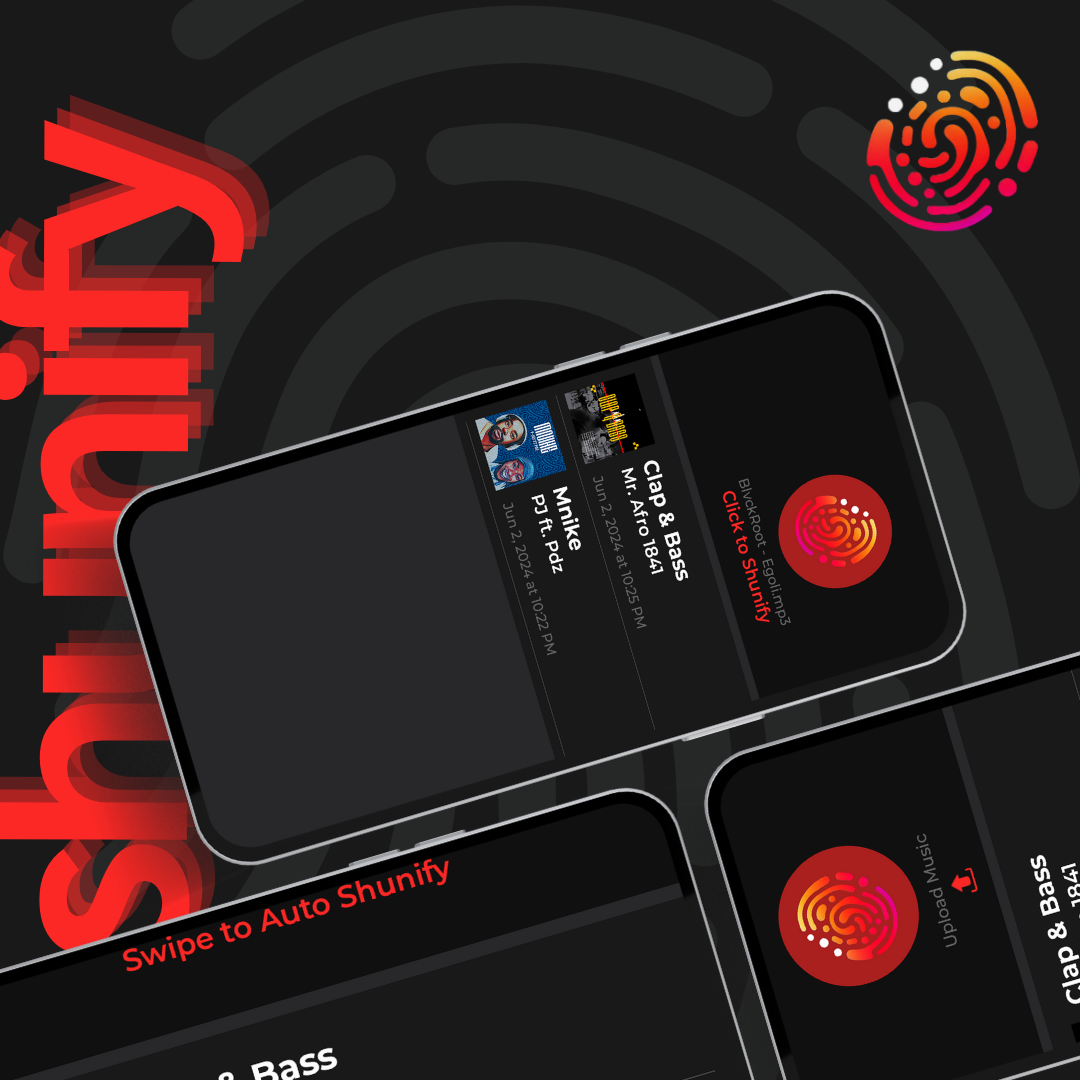 shunify
BlvckRoot - Egoli.mp3
Click to Shunify
Clap & Bass
Mr. Afro 1841
Jun 2, 2024 at 10:25 PM
Mnike
PJ ft. Pdz
Jun 2, 2024 at 10:22 PM
Swipe to Auto Shunify
& Bass
Upload Music
Clap & Bass
1841